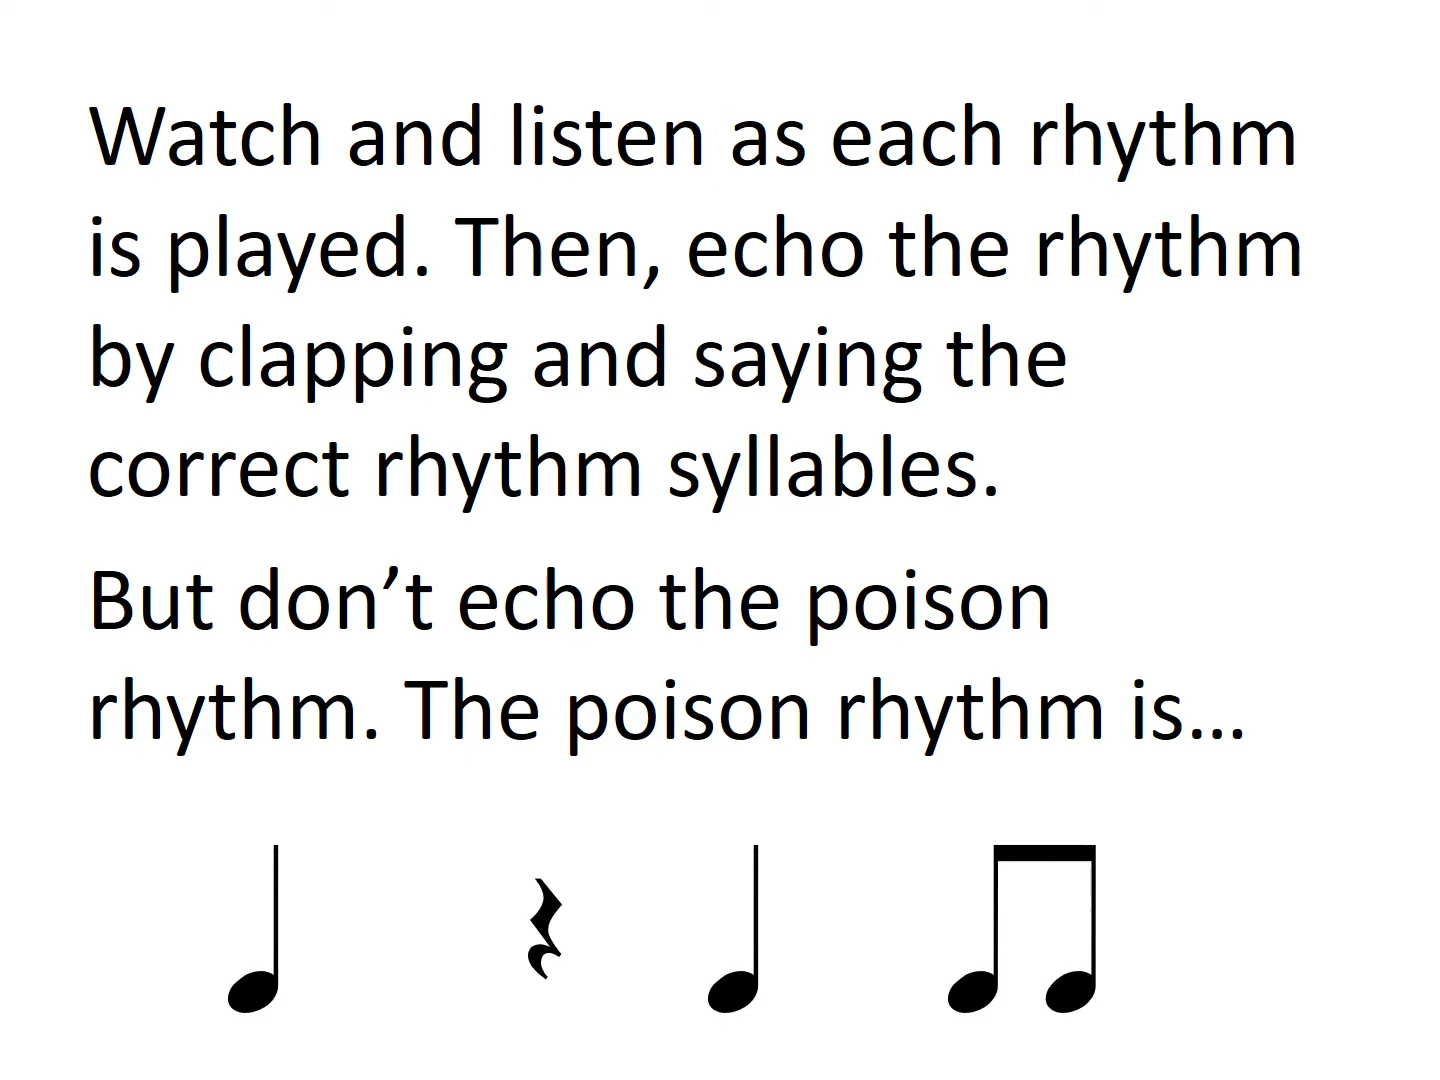 Watch and listen as each rhythm
is played. Then, echo the rhythm
by clapping and saying the
correct rhythm syllables.
But don’t echo the poison
rhythm. The poison rhythm is…